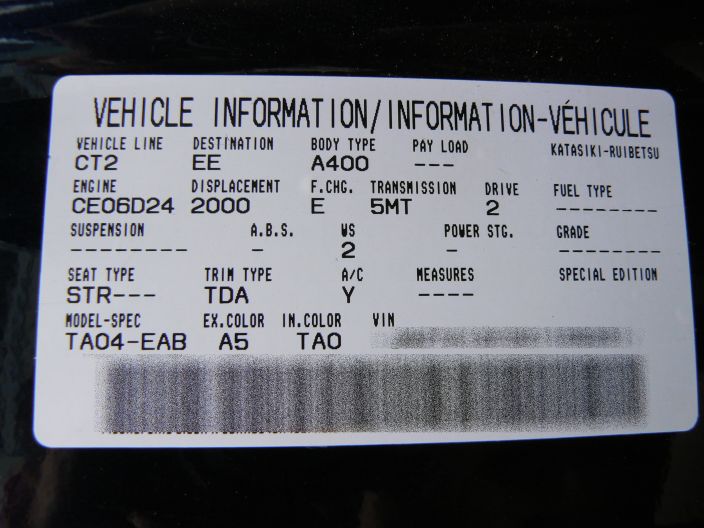 VEHICLE INFORMATION/INFORMATION-VÉHICULE
VEHICLE LINE DESTINATION BODY TYPE PAY LOAD KATASIKI-RUIBETSU
CT2 EE A400 ---
ENGINE DISPLACEMENT F.CHG. TRANSMISSION DRIVE FUEL TYPE
CE06D24 2000 E 5MT 2 --------
SUSPENSION A.B.S. WS POWER STG. GRADE
-------- - 2 - --------
SEAT TYPE TRIM TYPE A/C MEASURES SPECIAL EDITION
STR--- TDA Y ----
MODEL-SPEC EX.COLOR IN.COLOR VIN
TA04-EAB A5 TA0